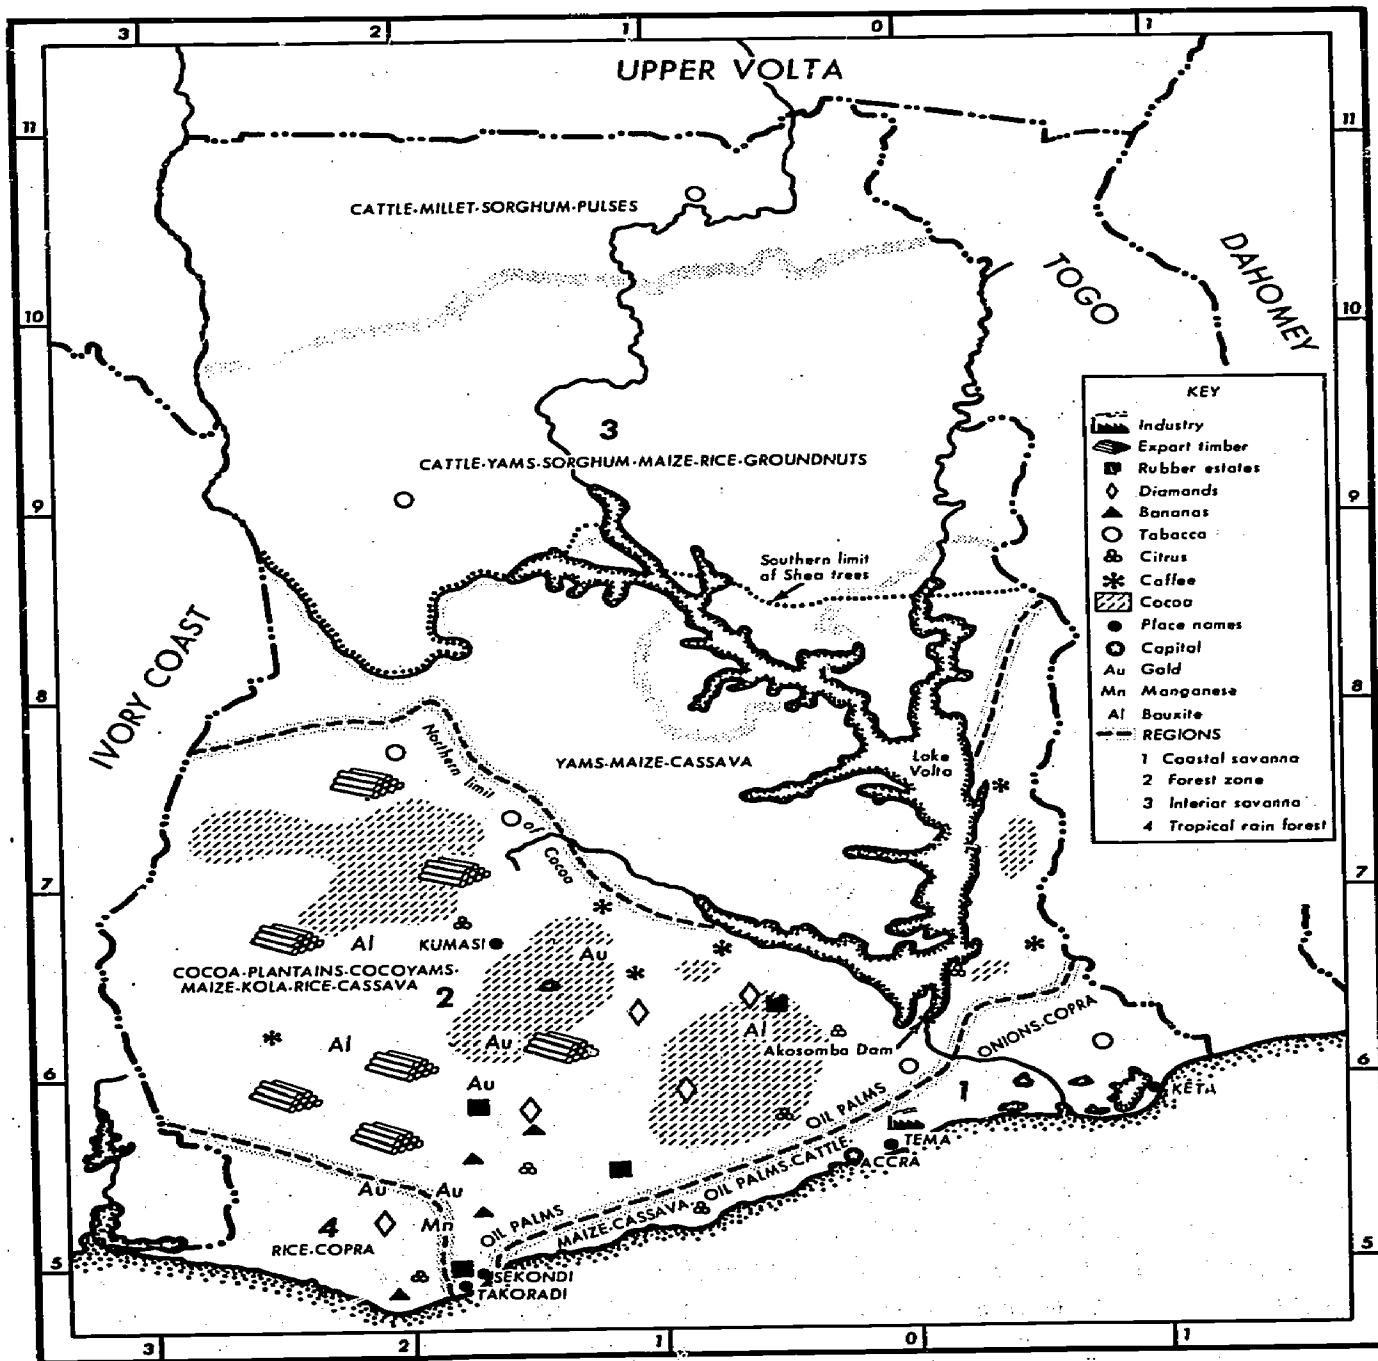 3 2 1 0 1
UPPER VOLTA
11 11
CATTLE·MILLET·SORGHUM·PULSES
TOGO
DAHOMEY
10 10
KEY
Industry
Export timber
Rubber estates
Diamonds
Bananas
Tabacca
Citrus
Caffee
Cocoa
Place names
Capital
Au Gold
Mn Manganese
Al Bauxite
REGIONS
1 Coastal savanna
2 Forest zone
3 Interiar savanna
4 Tropical rain forest
3
CATTLE·YAMS·SORGHUM·MAIZE·RICE·GROUNDNUTS
9 9
Southern limit
of Shea trees
IVORY COAST
8 8
Northern limit
of
Cocoa
YAMS·MAIZE·CASSAVA
Lake
Volta
7 7
Al
KUMASI
Au
COCOA·PLANTAINS·COCOYAMS·
MAIZE·KOLA·RICE·CASSAVA
2
Al
Au
Al
Akosomba Dam
ONIONS·COPRA
6 6
Au
1
KETA
OIL PALMS
TEMA
ACCRA
OIL PALMS·CATTLE
MAIZE·CASSAVA·
OIL PALMS
Au
Au
Mn
4
RICE·COPRA
5 5
SEKONDI
TAKORADI
3 2 1 0 1